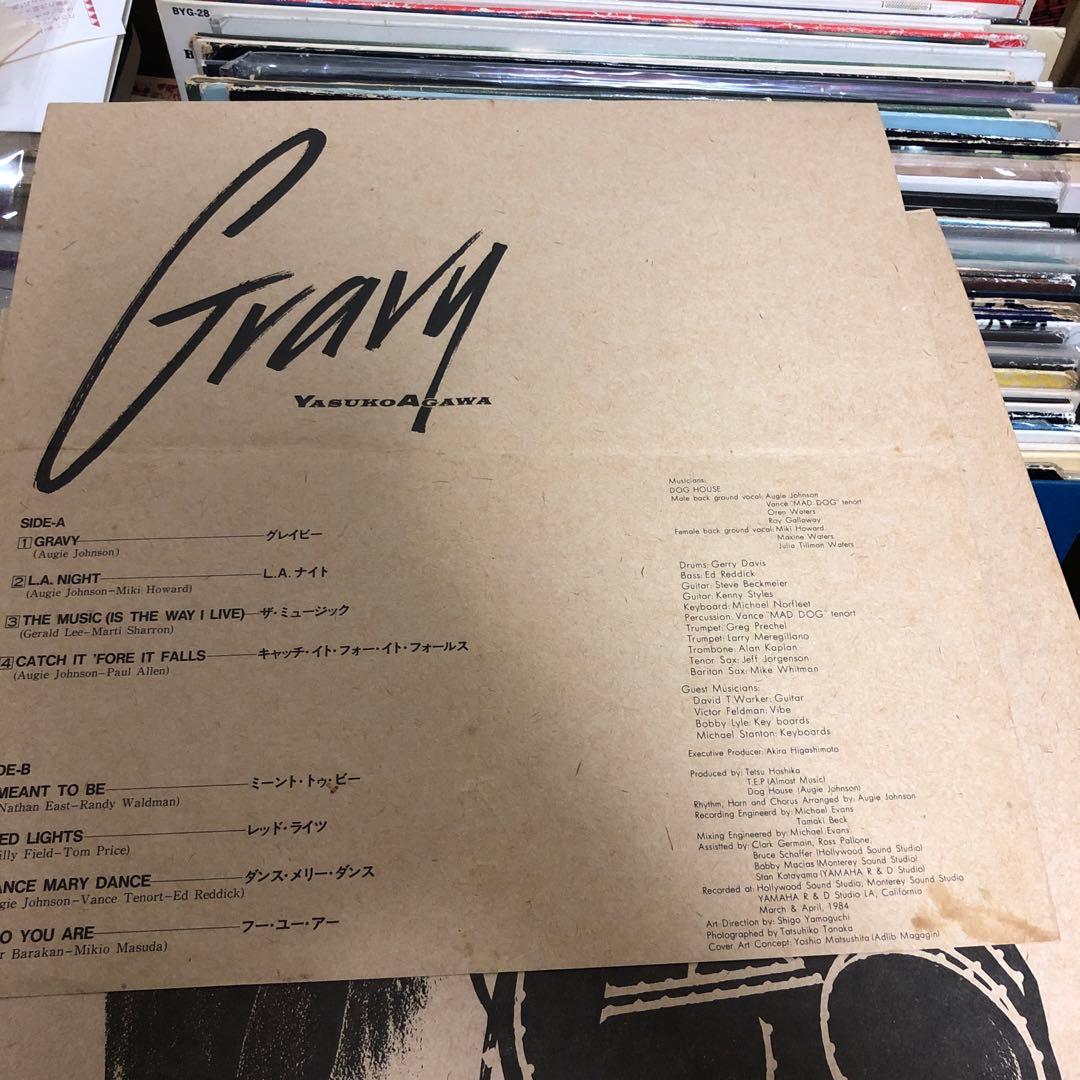 BYG-28
Gravy
YASUKO AGAWA
SIDE-A
1 GRAVY グレイビー
(Augie Johnson)
2 L.A. NIGHT L.A. ナイト
(Augie Johnson-Miki Howard)
3 THE MUSIC (IS THE WAY I LIVE) ザ・ミュージック
(Gerald Lee-Marti Sharron)
4 CATCH IT 'FORE IT FALLS キャッチ・イト・フォー・イト・フォールス
(Augie Johnson-Paul Allen)
DE-B
MEANT TO BE ミーント・トゥ・ビー
Nathan East-Randy Waldman)
ED LIGHTS レッド・ライツ
illy Field-Tom Price)
ANCE MARY DANCE ダンス・メリー・ダンス
gie Johnson-Vance Tenort-Ed Reddick)
O YOU ARE フー・ユー・アー
r Barakan-Mikio Masuda)
Musicians:
DOG HOUSE
Male back ground vocal: Augie Johnson
Vance "MAD DOG" tenort
Oren Waters
Roy Gallaway
Female back ground vocal: Miki Howard
Maxine Waters
Julia Tillman Waters
Drums: Gerry Davis
Bass: Ed Reddick
Guitar: Steve Beckmeier
Guitar: Kenny Styles
Keyboard: Michael Norfleet
Percussion: Vance "MAD DOG" tenort
Trumpet: Greg Prechel
Trumpet: Larry Meregillano
Trombone: Alan Kaplan
Tenor Sax: Jeff Jorgenson
Bariton Sax: Mike Whitman
Guest Musicians:
David T. Warker: Guitar
Victor Feldman: Vibe
Bobby Lyle: Key boards
Michael Stanton: Keyboards
Executive Producer: Akira Higashimoto
Produced by: Tetsu Hoshika
T.E.P (Almost Music)
Dog House (Augie Johnson)
Rhythm, Horn and Chorus Arranged by: Augie Johnson
Recording Engineerd by: Michael Evans
Tamaki Beck
Mixing Engineered by: Michael Evans
Assisted by: Clark Germain, Ross Pallone,
Bruce Schaffer (Hollywood Sound Studio)
Bobby Macias (Monterey Sound Studio)
Stan Katayama (YAMAHA R & D Studio)
Recorded at: Hollywood Sound Studio, Monterey Sound Studio
YAMAHA R & D Studio LA, California
March & April, 1984
Art Direction by: Shigo Yamaguchi
Photographed by: Tatsuhiko Tanaka
Cover Art Concept: Yoshio Matsushita (Adlib Magagin)